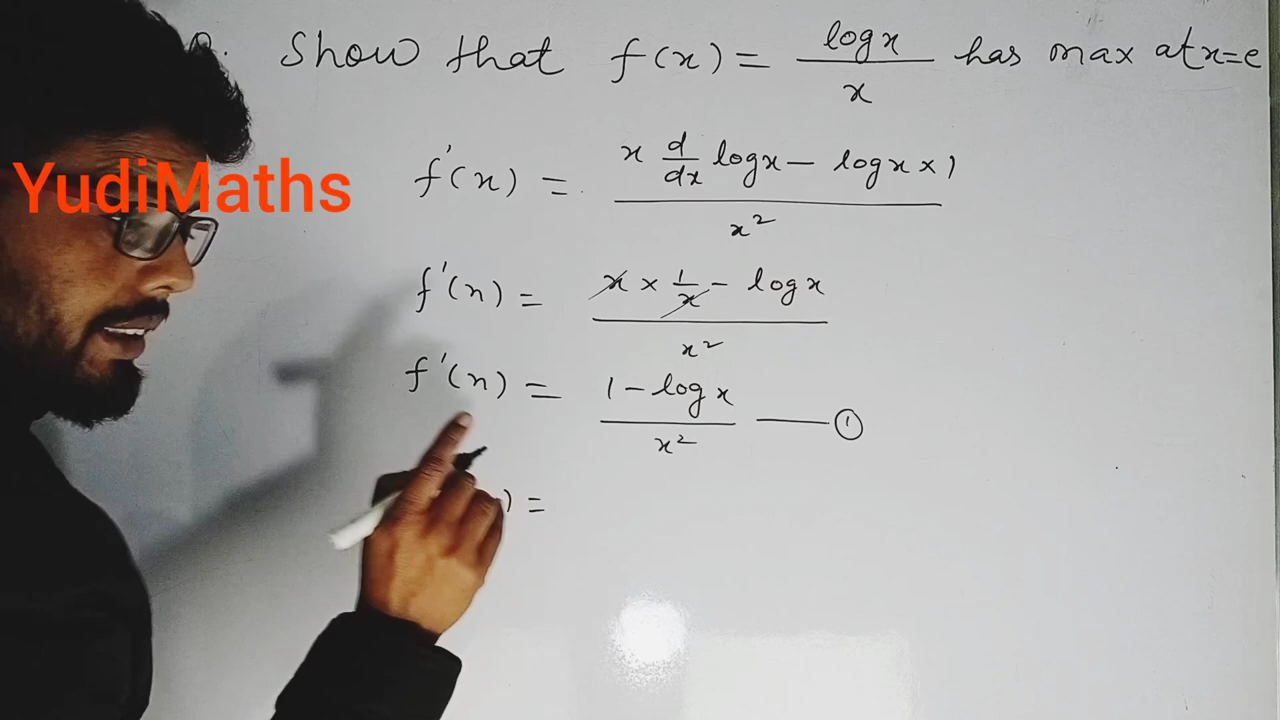 Q. Show that f(x) = log x / x has max at x=e
YudiMaths
f'(x) = x d/dx log x − log x × 1 / x²
f'(x) = x × 1/x − log x / x²
f'(x) = 1 − log x / x² —— ①
) =